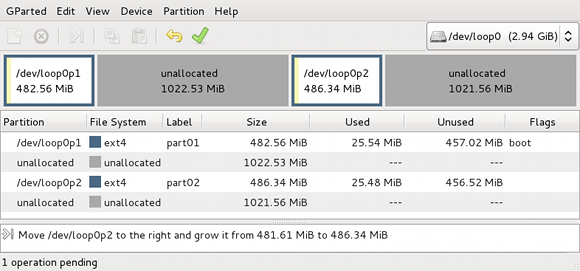 GParted Edit View Device Partition Help
/dev/loop0 (2.94 GiB)
/dev/loop0p1 unallocated /dev/loop0p2 unallocated
482.56 MiB 1022.53 MiB 486.34 MiB 1021.56 MiB
Partition File System Label Size Used Unused Flags
/dev/loop0p1 ext4 part01 482.56 MiB 25.54 MiB 457.02 MiB boot
unallocated unallocated 1022.53 MiB --- ---
/dev/loop0p2 ext4 part02 486.34 MiB 25.48 MiB 456.52 MiB
unallocated unallocated 1021.56 MiB --- ---
Move /dev/loop0p2 to the right and grow it from 481.61 MiB to 486.34 MiB
1 operation pending